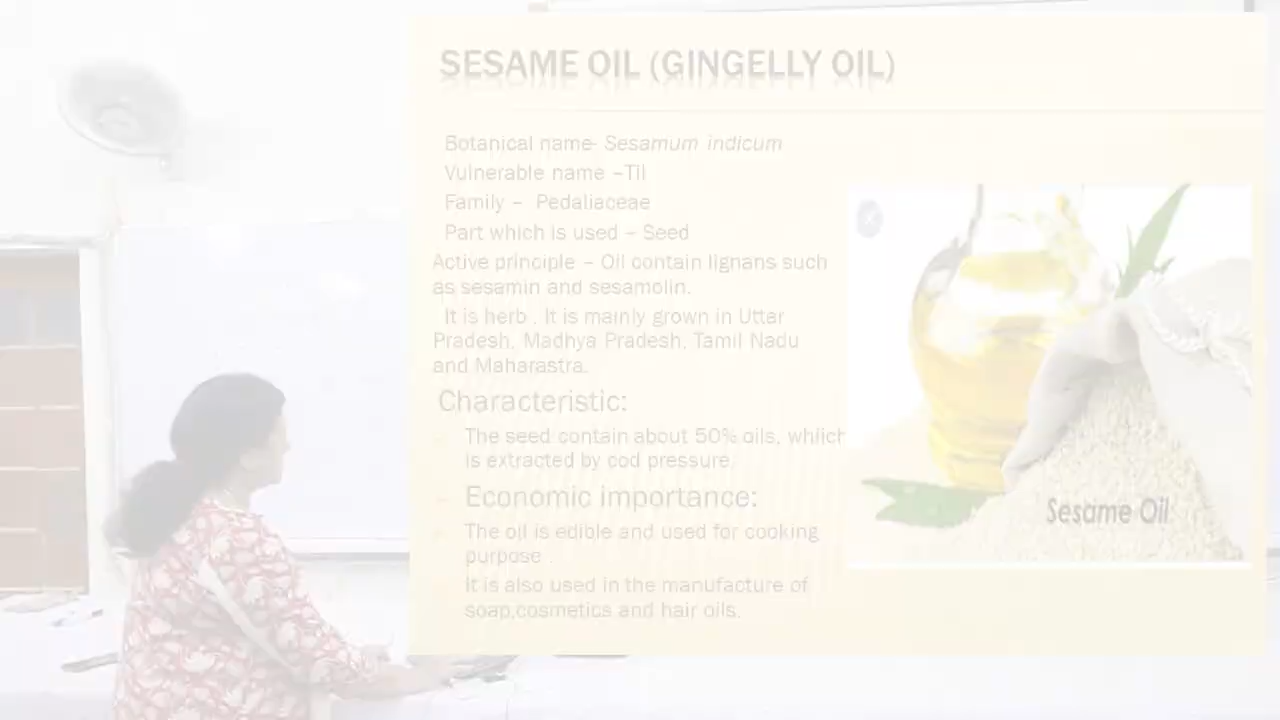 SESAME OIL (GINGELLY OIL)
Botanical name- Sesamum indicum
Vulnerable name –Til
Family – Pedaliaceae
Part which is used – Seed
Active principle – Oil contain lignans such
as sesamin and sesamolin.
It is herb . It is mainly grown in Uttar
Pradesh, Madhya Pradesh, Tamil Nadu
and Maharastra.
Characteristic:
The seed contain about 50% oils, whiich
is extracted by cod pressure.
Economic importance:
The oil is edible and used for cooking
purpose .
It is also used in the manufacture of
soap,cosmetics and hair oils.
Sesame Oil